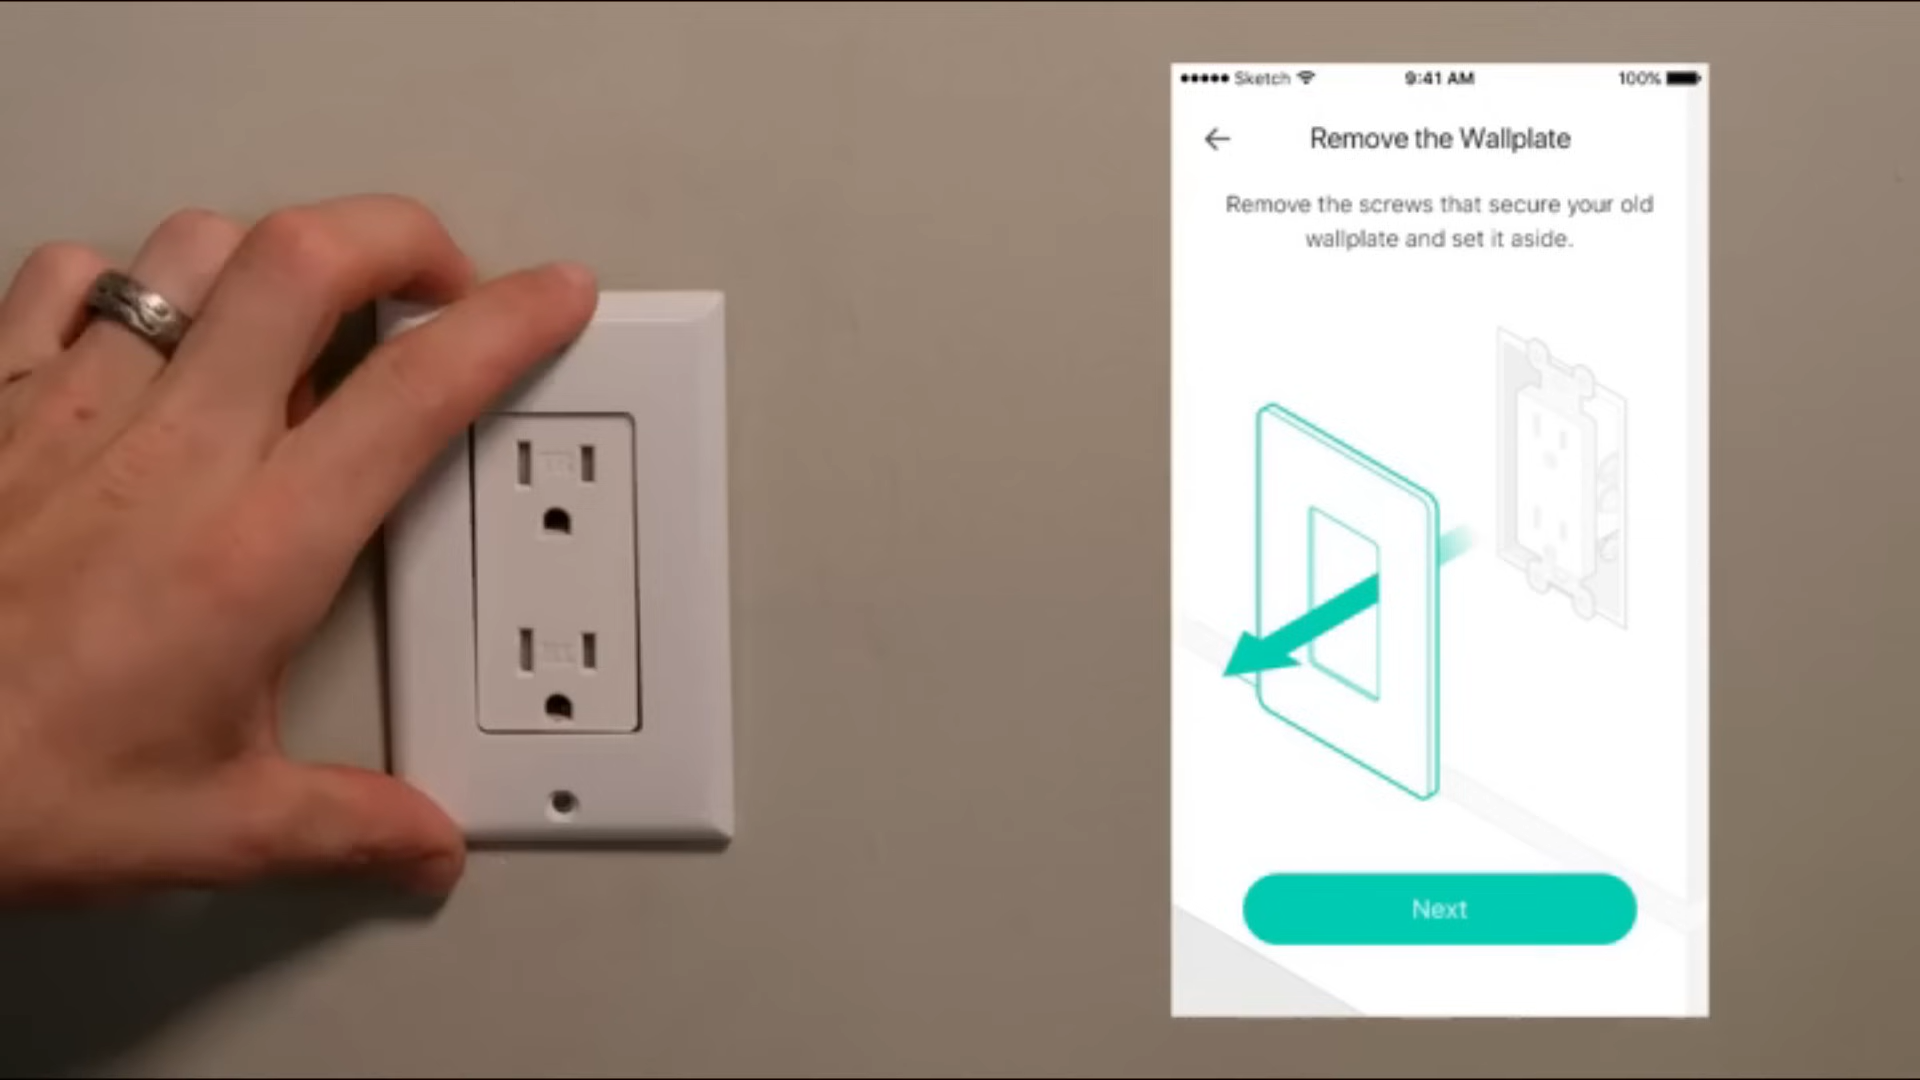 Sketch 9:41 AM 100%
Remove the Wallplate
Remove the screws that secure your old
wallplate and set it aside.
Next